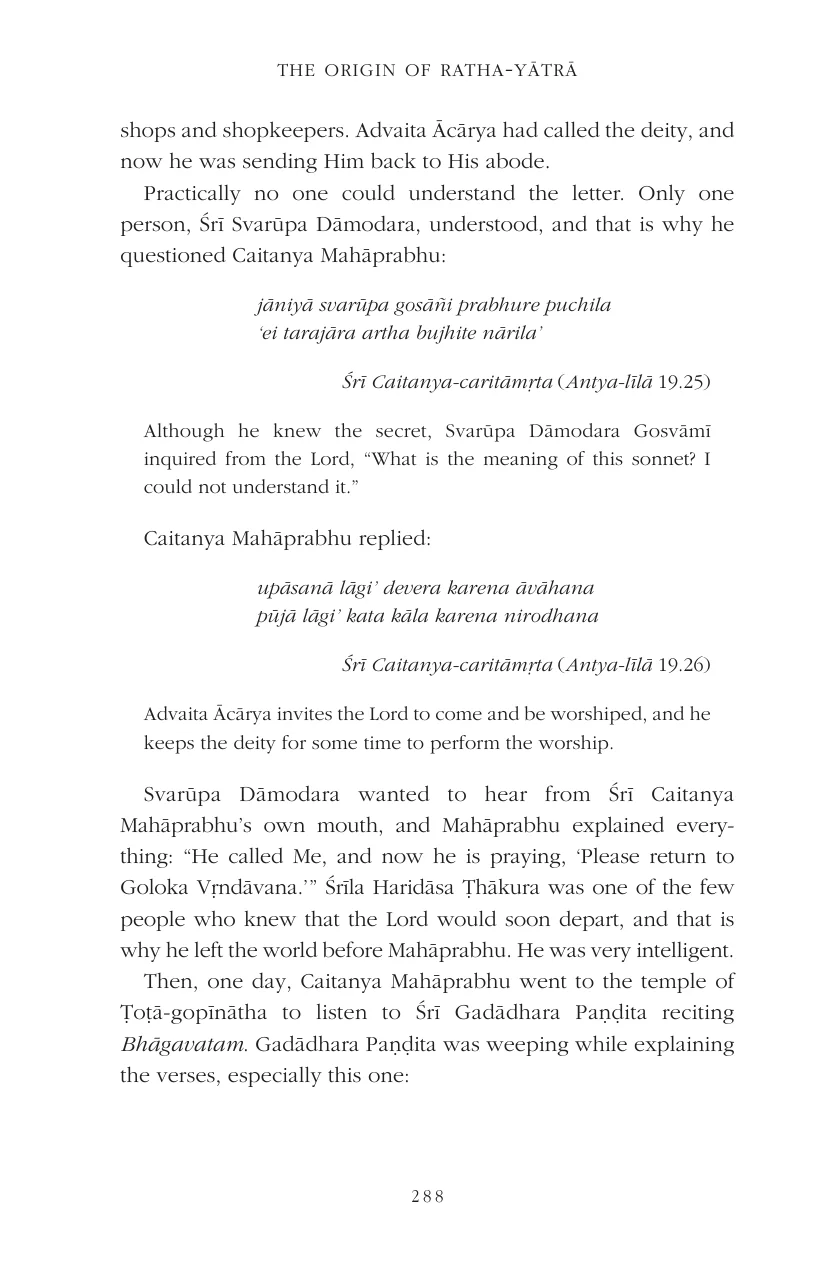 THE ORIGIN OF RATHA-YĀTRĀ
shops and shopkeepers. Advaita Ācārya had called the deity, and
now he was sending Him back to His abode.
Practically no one could understand the letter. Only one
person, Śrī Svarūpa Dāmodara, understood, and that is why he
questioned Caitanya Mahāprabhu:
jāniyā svarūpa gosāñi prabhure puchila
‘ei tarajāra artha bujhite nārila’
Śrī Caitanya-caritāmṛta (Antya-līlā 19.25)
Although he knew the secret, Svarūpa Dāmodara Gosvāmī
inquired from the Lord, “What is the meaning of this sonnet? I
could not understand it.”
Caitanya Mahāprabhu replied:
upāsanā lāgi’ devera karena āvāhana
pūjā lāgi’ kata kāla karena nirodhana
Śrī Caitanya-caritāmṛta (Antya-līlā 19.26)
Advaita Ācārya invites the Lord to come and be worshiped, and he
keeps the deity for some time to perform the worship.
Svarūpa Dāmodara wanted to hear from Śrī Caitanya
Mahāprabhu’s own mouth, and Mahāprabhu explained every-
thing: “He called Me, and now he is praying, ‘Please return to
Goloka Vṛndāvana.’” Śrīla Haridāsa Ṭhākura was one of the few
people who knew that the Lord would soon depart, and that is
why he left the world before Mahāprabhu. He was very intelligent.
Then, one day, Caitanya Mahāprabhu went to the temple of
Ṭoṭā-gopīnātha to listen to Śrī Gadādhara Paṇḍita reciting
Bhāgavatam. Gadādhara Paṇḍita was weeping while explaining
the verses, especially this one:
288